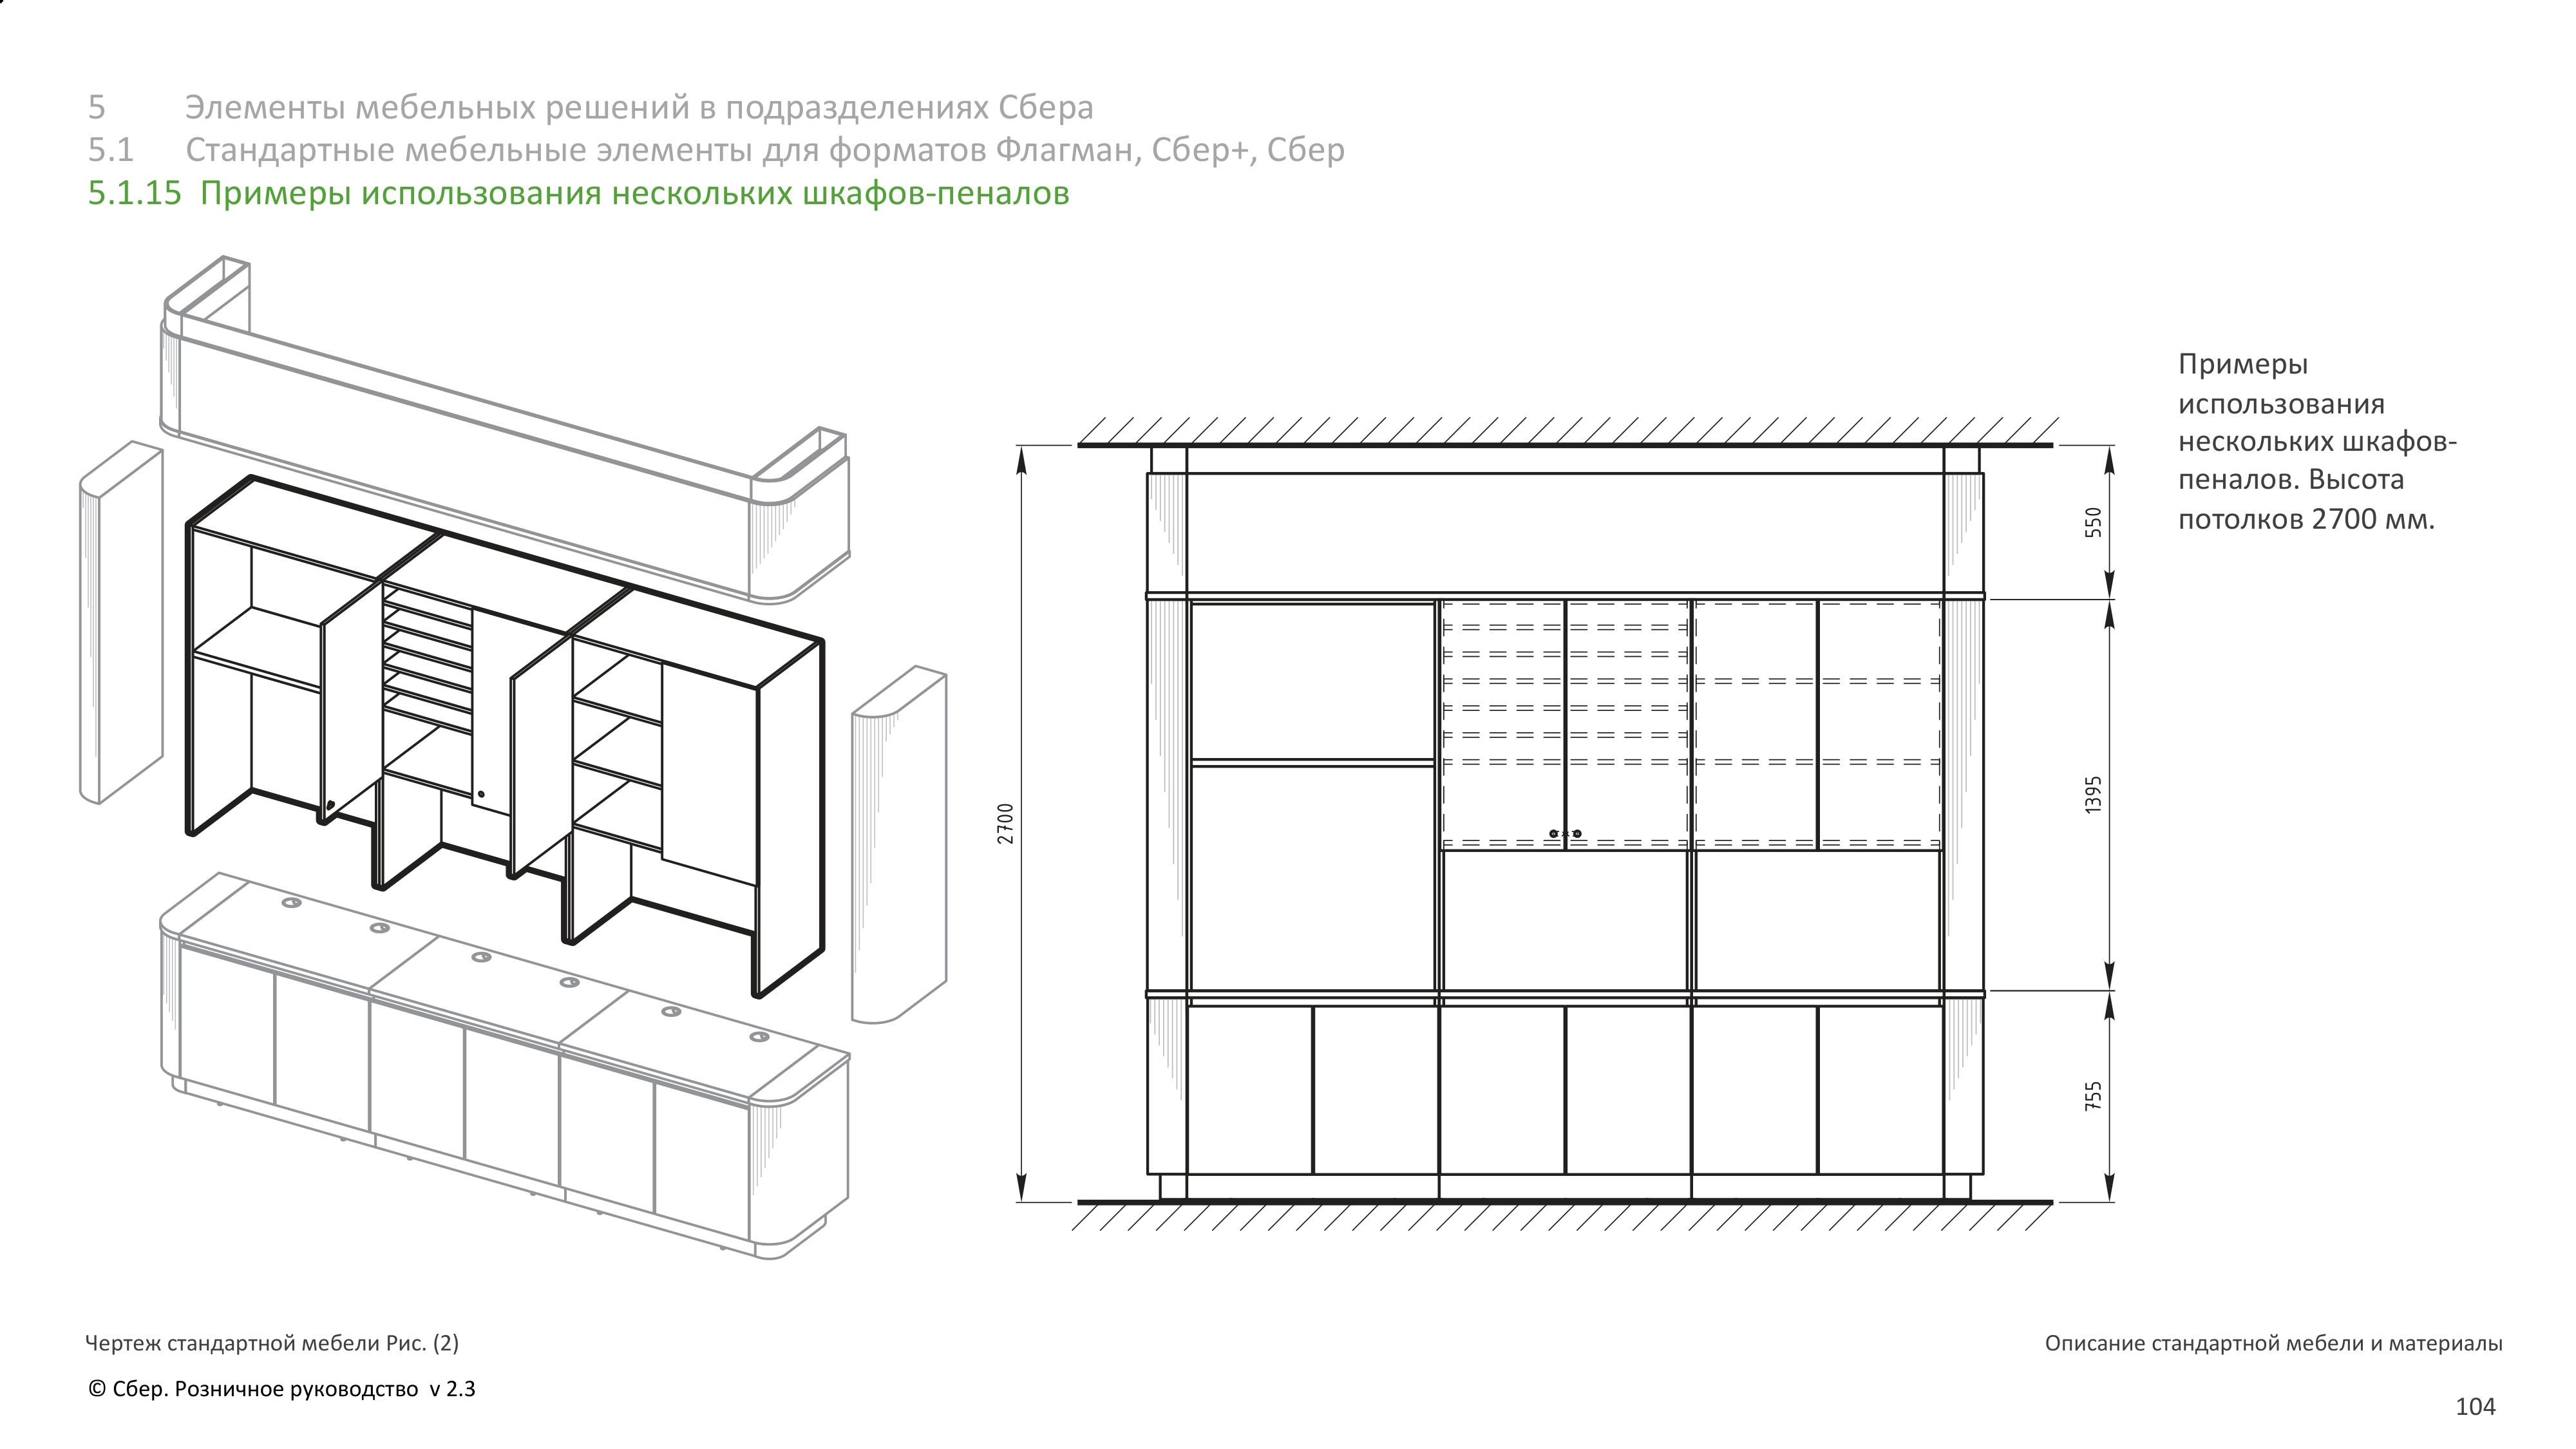 5 Элементы мебельных решений в подразделениях Сбера
5.1 Стандартные мебельные элементы для форматов Флагман, Сбер+, Сбер
5.1.15 Примеры использования нескольких шкафов-пеналов
Примеры
использования
нескольких шкафов-
пеналов. Высота
потолков 2700 мм.
2700
550
1395
755
Чертеж стандартной мебели Рис. (2)
Описание стандартной мебели и материалы
© Сбер. Розничное руководство v 2.3
104